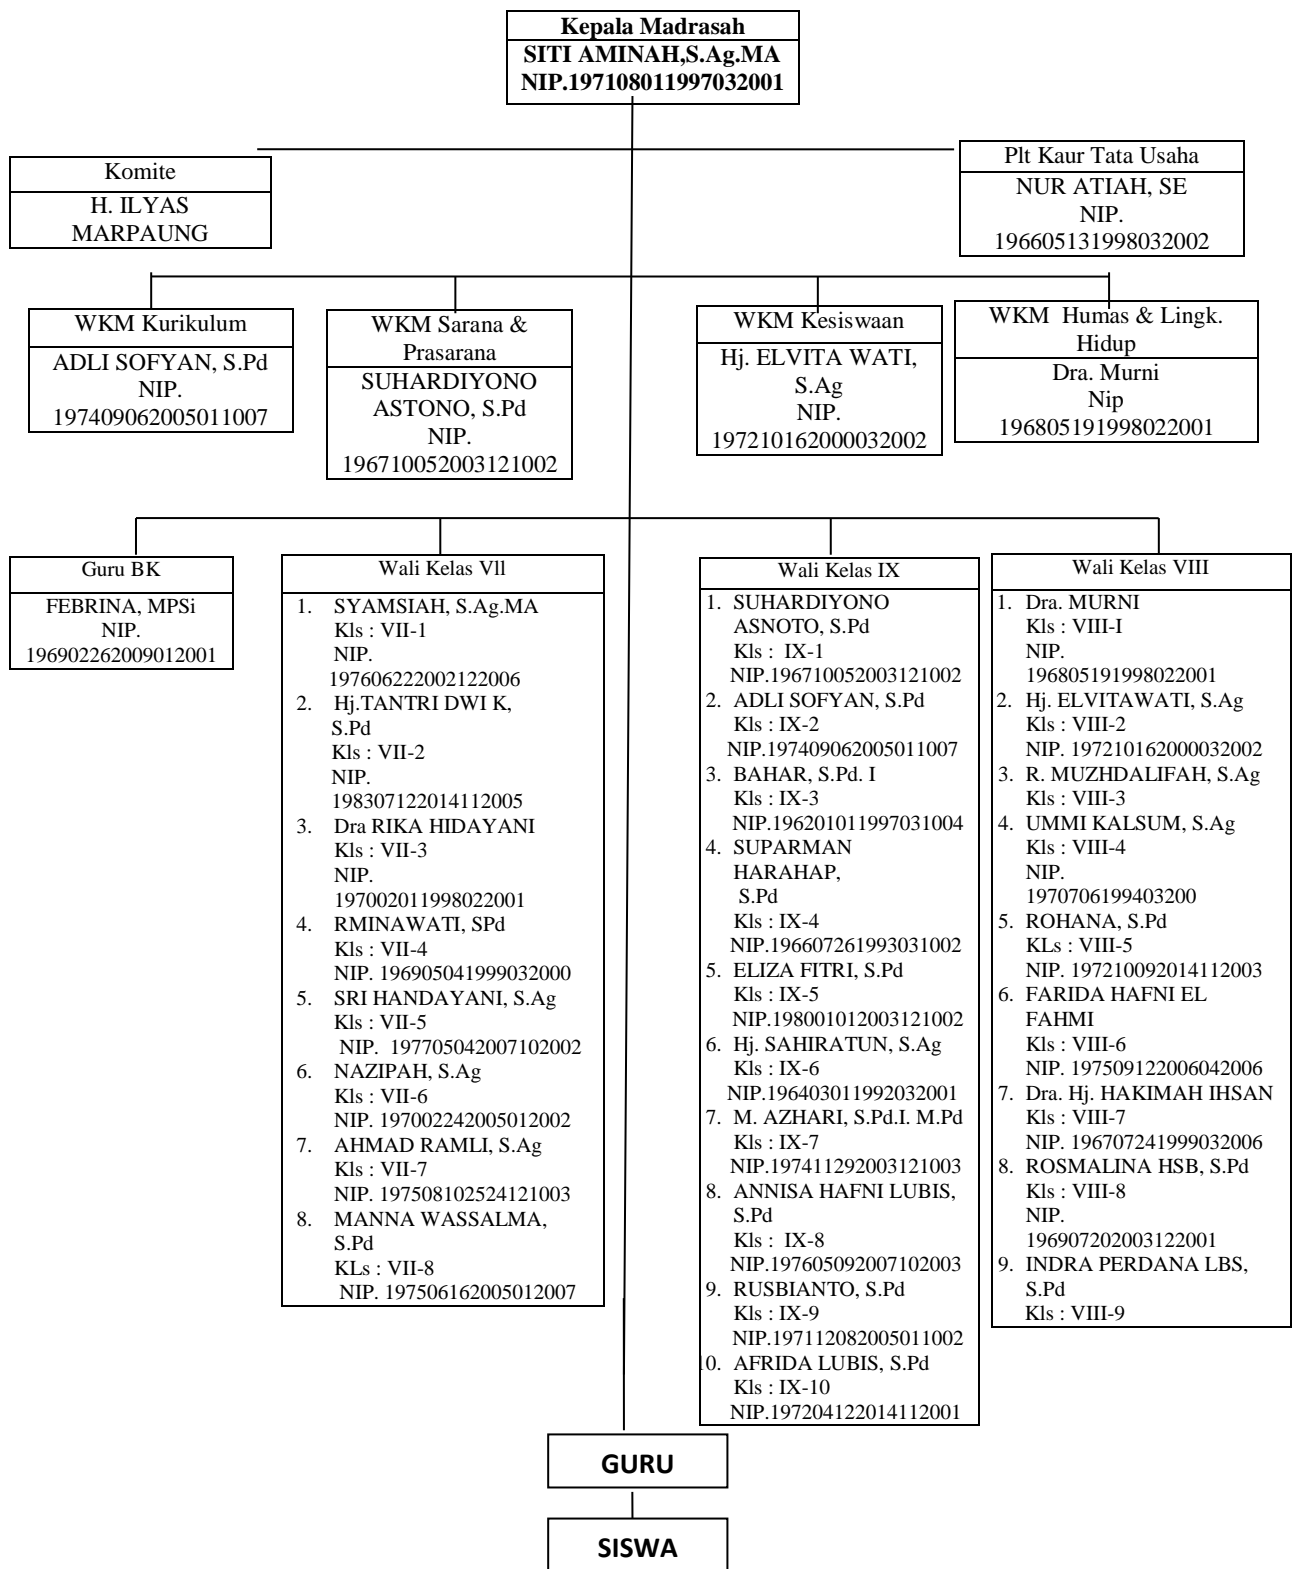 Kepala Madrasah
SITI AMINAH,S.Ag.MA
NIP.197108011997032001
Komite
H. ILYAS
MARPAUNG
Plt Kaur Tata Usaha
NUR ATIAH, SE
NIP.
196605131998032002
WKM Kurikulum
ADLI SOFYAN, S.Pd
NIP.
197409062005011007
WKM Sarana &
Prasarana
SUHARDIYONO
ASTONO, S.Pd
NIP.
196710052003121002
WKM Kesiswaan
Hj. ELVITA WATI,
S.Ag
NIP.
197210162000032002
WKM Humas & Lingk.
Hidup
Dra. Murni
Nip
196805191998022001
Guru BK
FEBRINA, MPSi
NIP.
196902262009012001
Wali Kelas Vll
1. SYAMSIAH, S.Ag.MA
Kls : VII-1
NIP.
197606222002122006
2. Hj.TANTRI DWI K,
S.Pd
Kls : VII-2
NIP.
198307122014112005
3. Dra RIKA HIDAYANI
Kls : VII-3
NIP.
197002011998022001
4. RMINAWATI, SPd
Kls : VII-4
NIP. 196905041999032000
5. SRI HANDAYANI, S.Ag
Kls : VII-5
NIP. 197705042007102002
6. NAZIPAH, S.Ag
Kls : VII-6
NIP. 197002242005012002
7. AHMAD RAMLI, S.Ag
Kls : VII-7
NIP. 197508102524121003
8. MANNA WASSALMA,
S.Pd
KLs : VII-8
NIP. 197506162005012007
Wali Kelas IX
1. SUHARDIYONO
ASNOTO, S.Pd
Kls : IX-1
NIP.196710052003121002
2. ADLI SOFYAN, S.Pd
Kls : IX-2
NIP.197409062005011007
3. BAHAR, S.Pd. I
Kls : IX-3
NIP.196201011997031004
4. SUPARMAN
HARAHAP,
S.Pd
Kls : IX-4
NIP.196607261993031002
5. ELIZA FITRI, S.Pd
Kls : IX-5
NIP.198001012003121002
6. Hj. SAHIRATUN, S.Ag
Kls : IX-6
NIP.196403011992032001
7. M. AZHARI, S.Pd.I. M.Pd
Kls : IX-7
NIP.197411292003121003
8. ANNISA HAFNI LUBIS,
S.Pd
Kls : IX-8
NIP.197605092007102003
9. RUSBIANTO, S.Pd
Kls : IX-9
NIP.197112082005011002
10. AFRIDA LUBIS, S.Pd
Kls : IX-10
NIP.197204122014112001
Wali Kelas VIII
1. Dra. MURNI
Kls : VIII-I
NIP.
196805191998022001
2. Hj. ELVITAWATI, S.Ag
Kls : VIII-2
NIP. 197210162000032002
3. R. MUZHDALIFAH, S.Ag
Kls : VIII-3
4. UMMI KALSUM, S.Ag
Kls : VIII-4
NIP.
1970706199403200
5. ROHANA, S.Pd
KLs : VIII-5
NIP. 197210092014112003
6. FARIDA HAFNI EL
FAHMI
Kls : VIII-6
NIP. 197509122006042006
7. Dra. Hj. HAKIMAH IHSAN
Kls : VIII-7
NIP. 196707241999032006
8. ROSMALINA HSB, S.Pd
Kls : VIII-8
NIP.
196907202003122001
9. INDRA PERDANA LBS,
S.Pd
Kls : VIII-9
GURU
SISWA